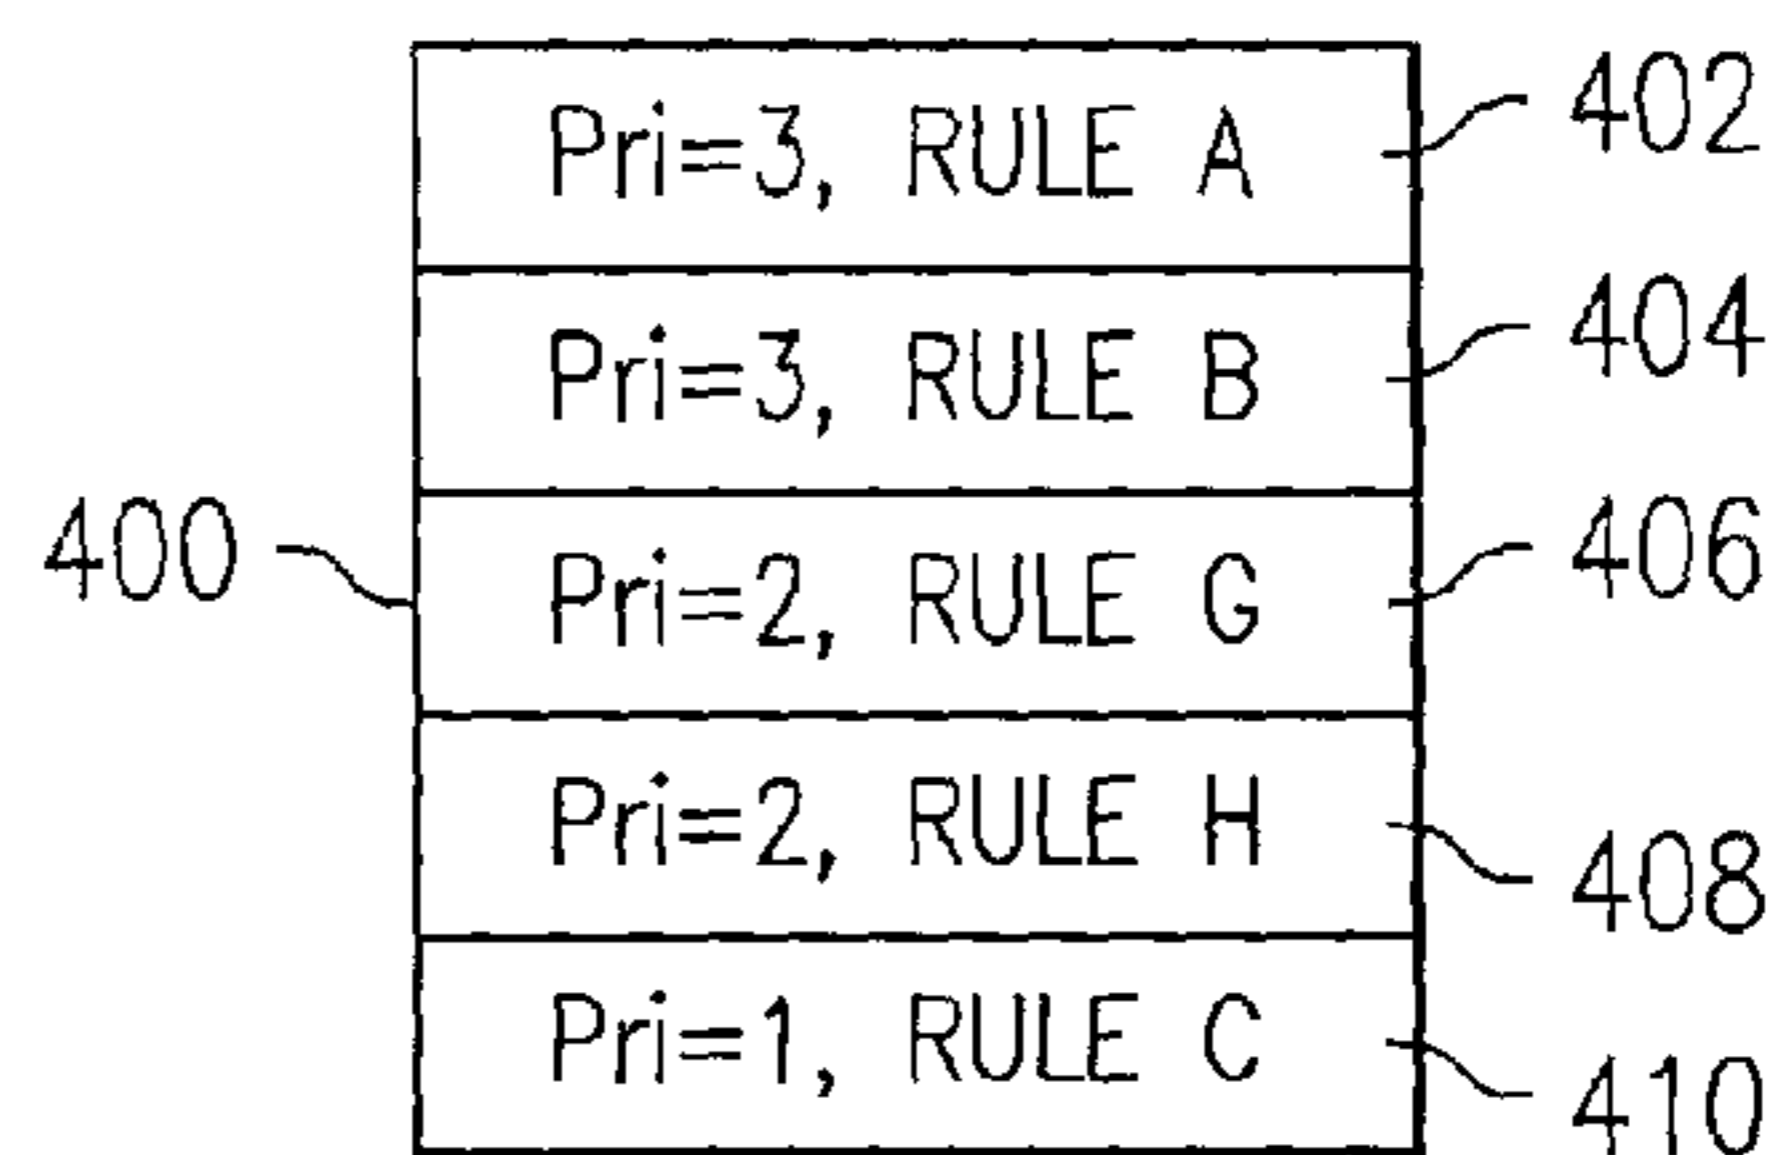 Pri=3, RULE A
402
Pri=3, RULE B
404
400
Pri=2, RULE G
406
Pri=2, RULE H
408
Pri=1, RULE C
410